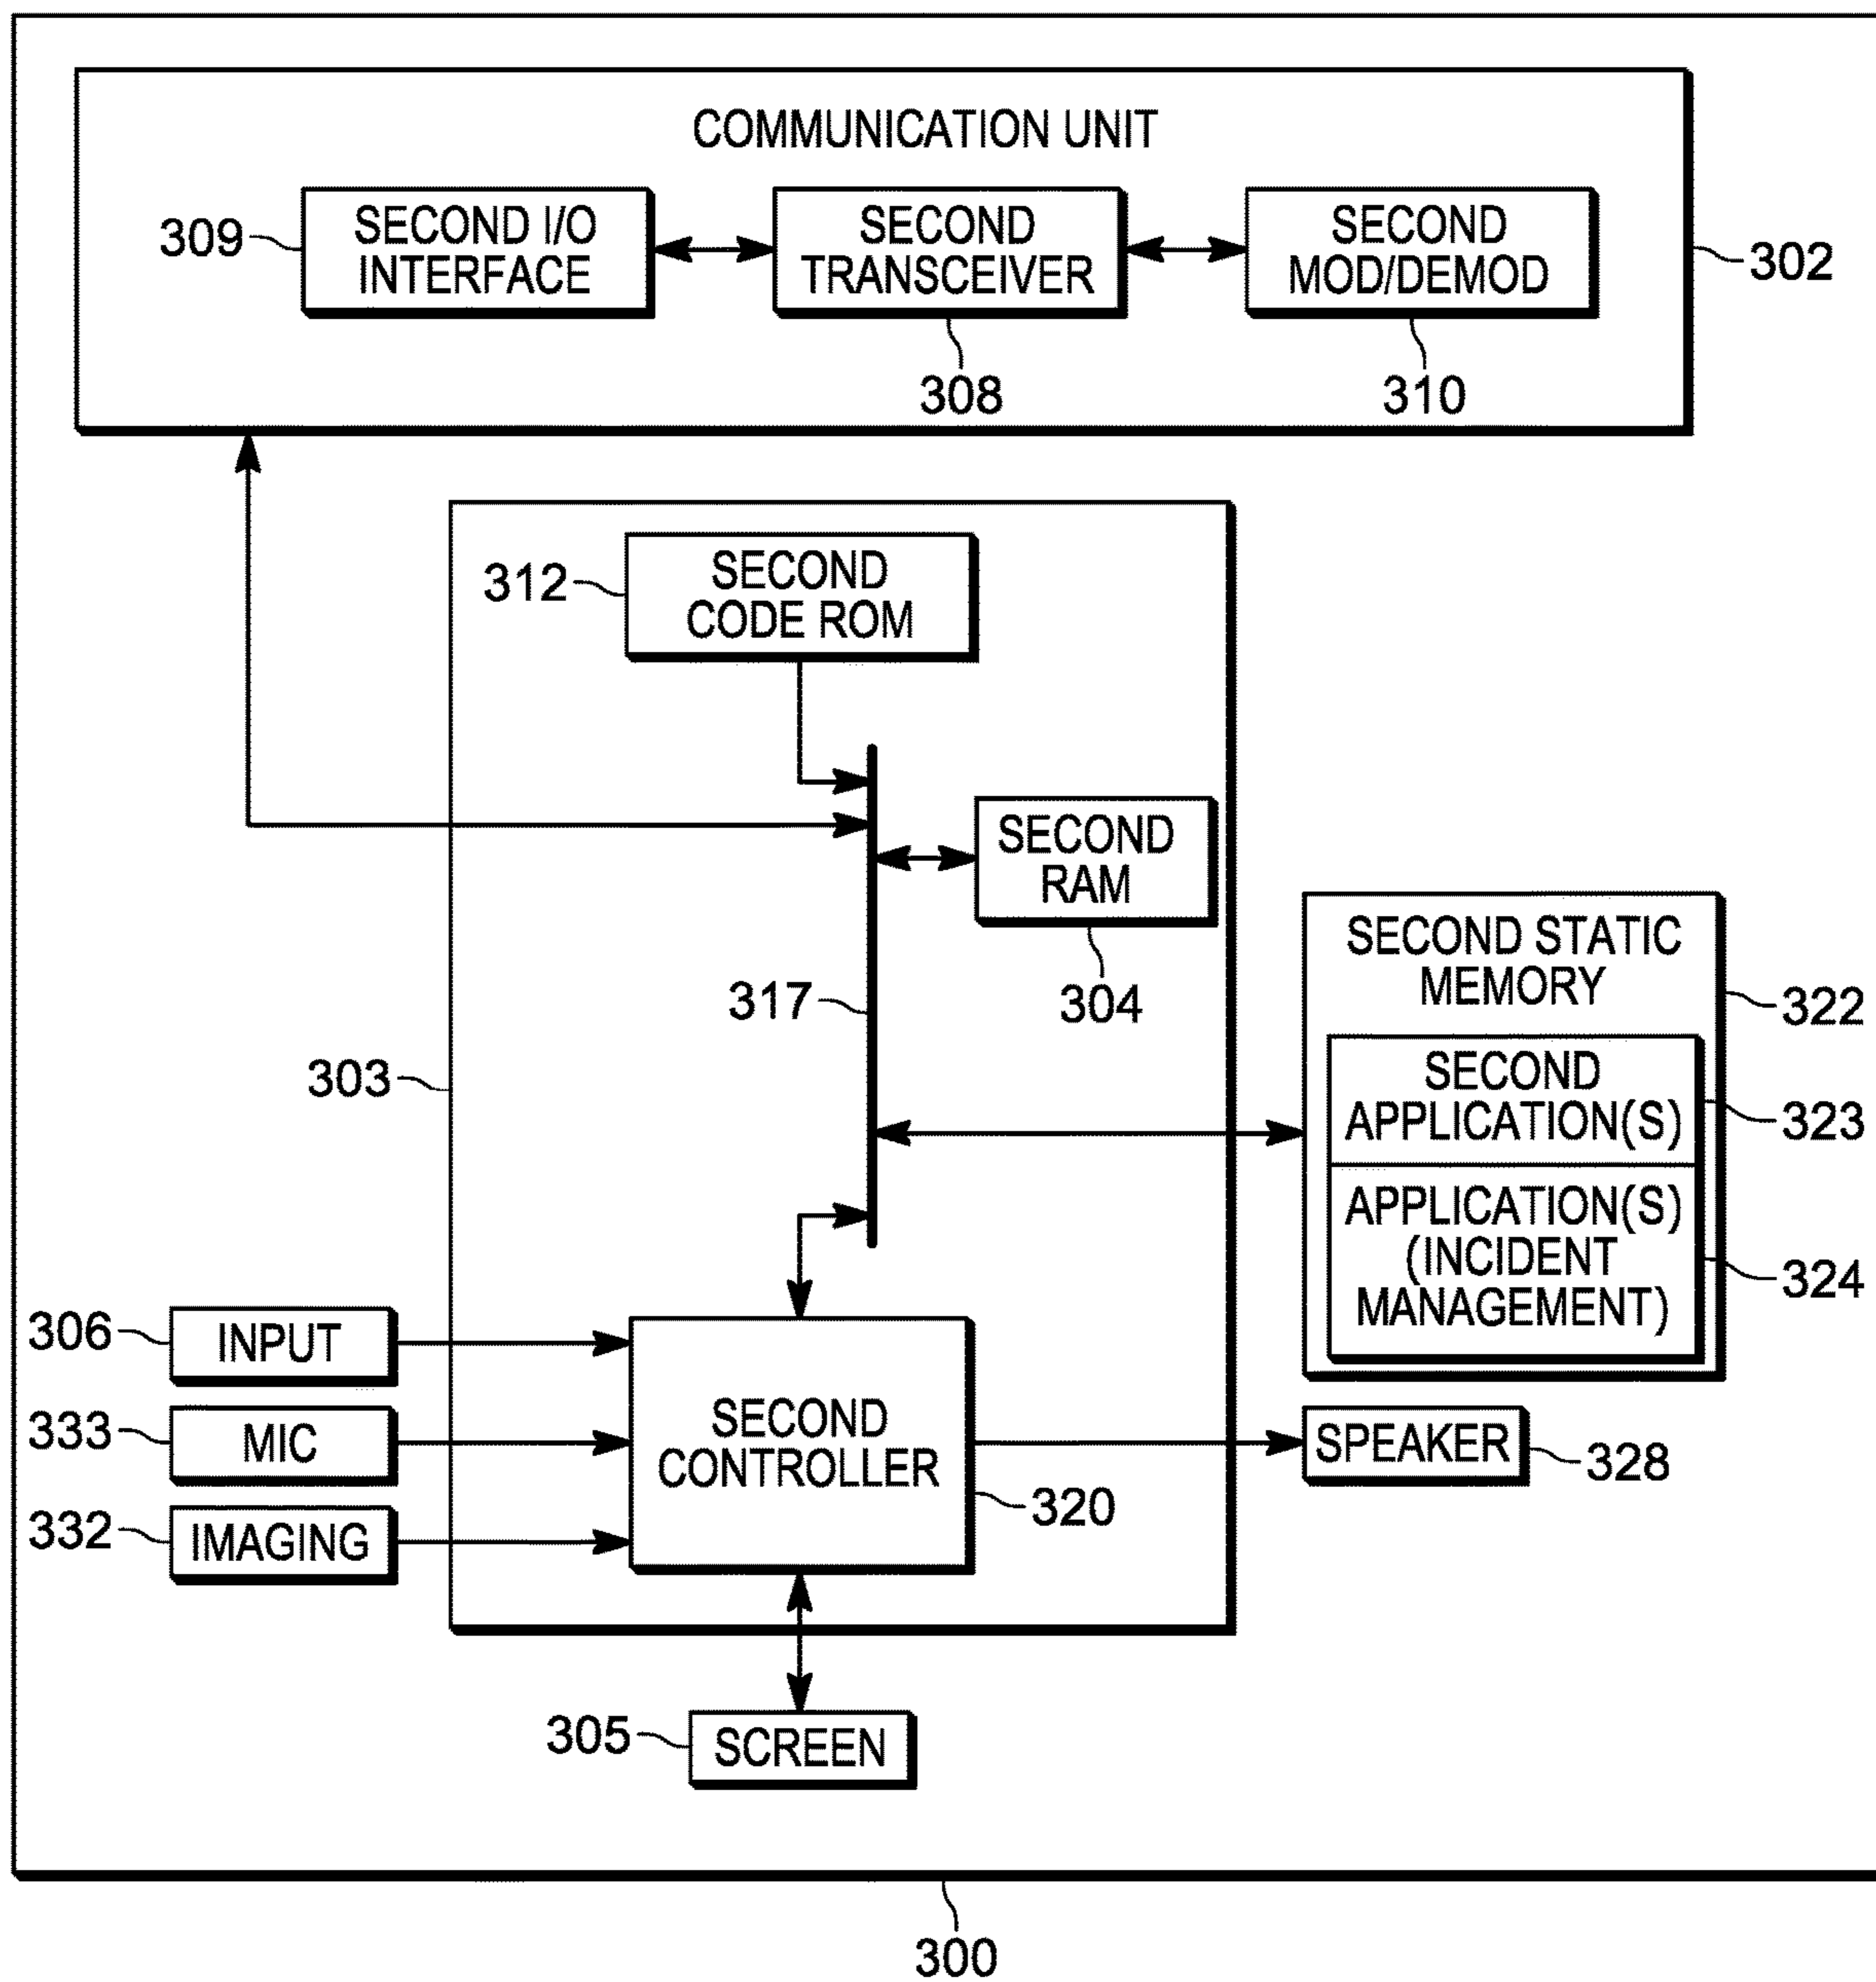 COMMUNICATION UNIT
309
SECOND I/O
INTERFACE
SECOND
TRANSCEIVER
SECOND
MOD/DEMOD
302
308
310
312
SECOND
CODE ROM
SECOND
RAM
304
317
303
SECOND STATIC
MEMORY
322
SECOND
APPLICATION(S)
323
APPLICATION(S)
(INCIDENT
MANAGEMENT)
324
306
INPUT
333
MIC
332
IMAGING
SECOND
CONTROLLER
320
SPEAKER
328
305
SCREEN
300